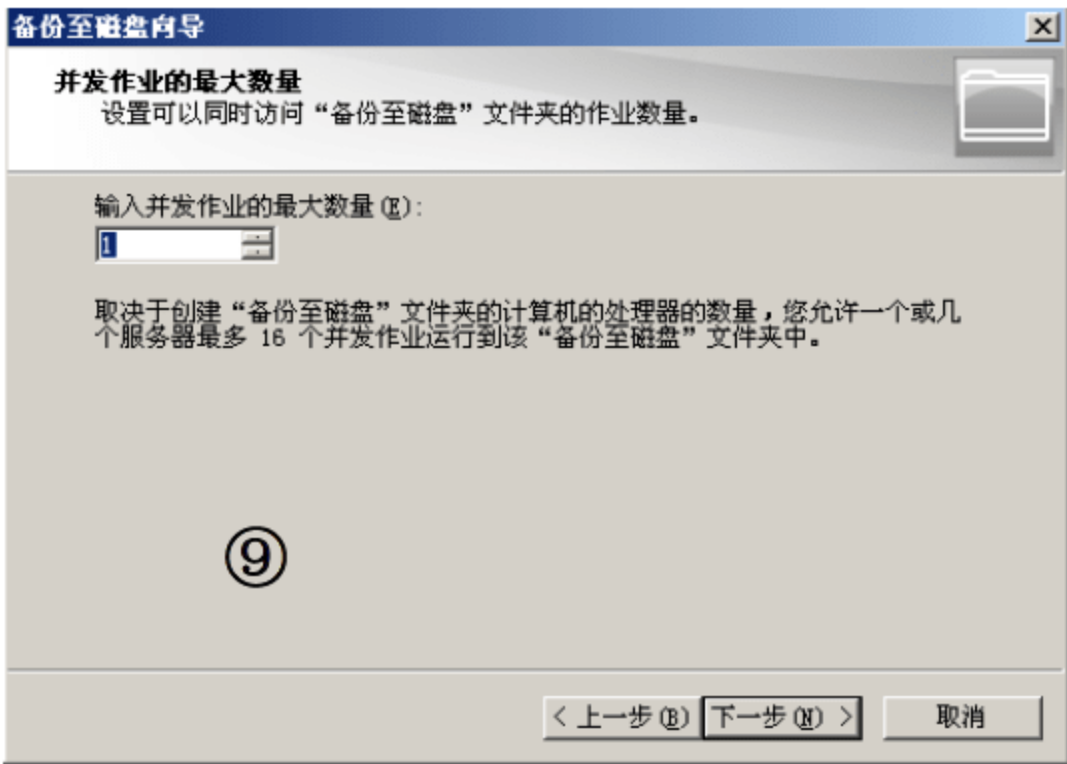 备份至磁盘向导
并发作业的最大数量
设置可以同时访问“备份至磁盘”文件夹的作业数量。
输入并发作业的最大数量(E):
1
取决于创建“备份至磁盘”文件夹的计算机的处理器的数量，您允许一个或几
个服务器最多 16 个并发作业运行到该“备份至磁盘”文件夹中。
⑨
< 上一步(B) 下一步(N) > 取消